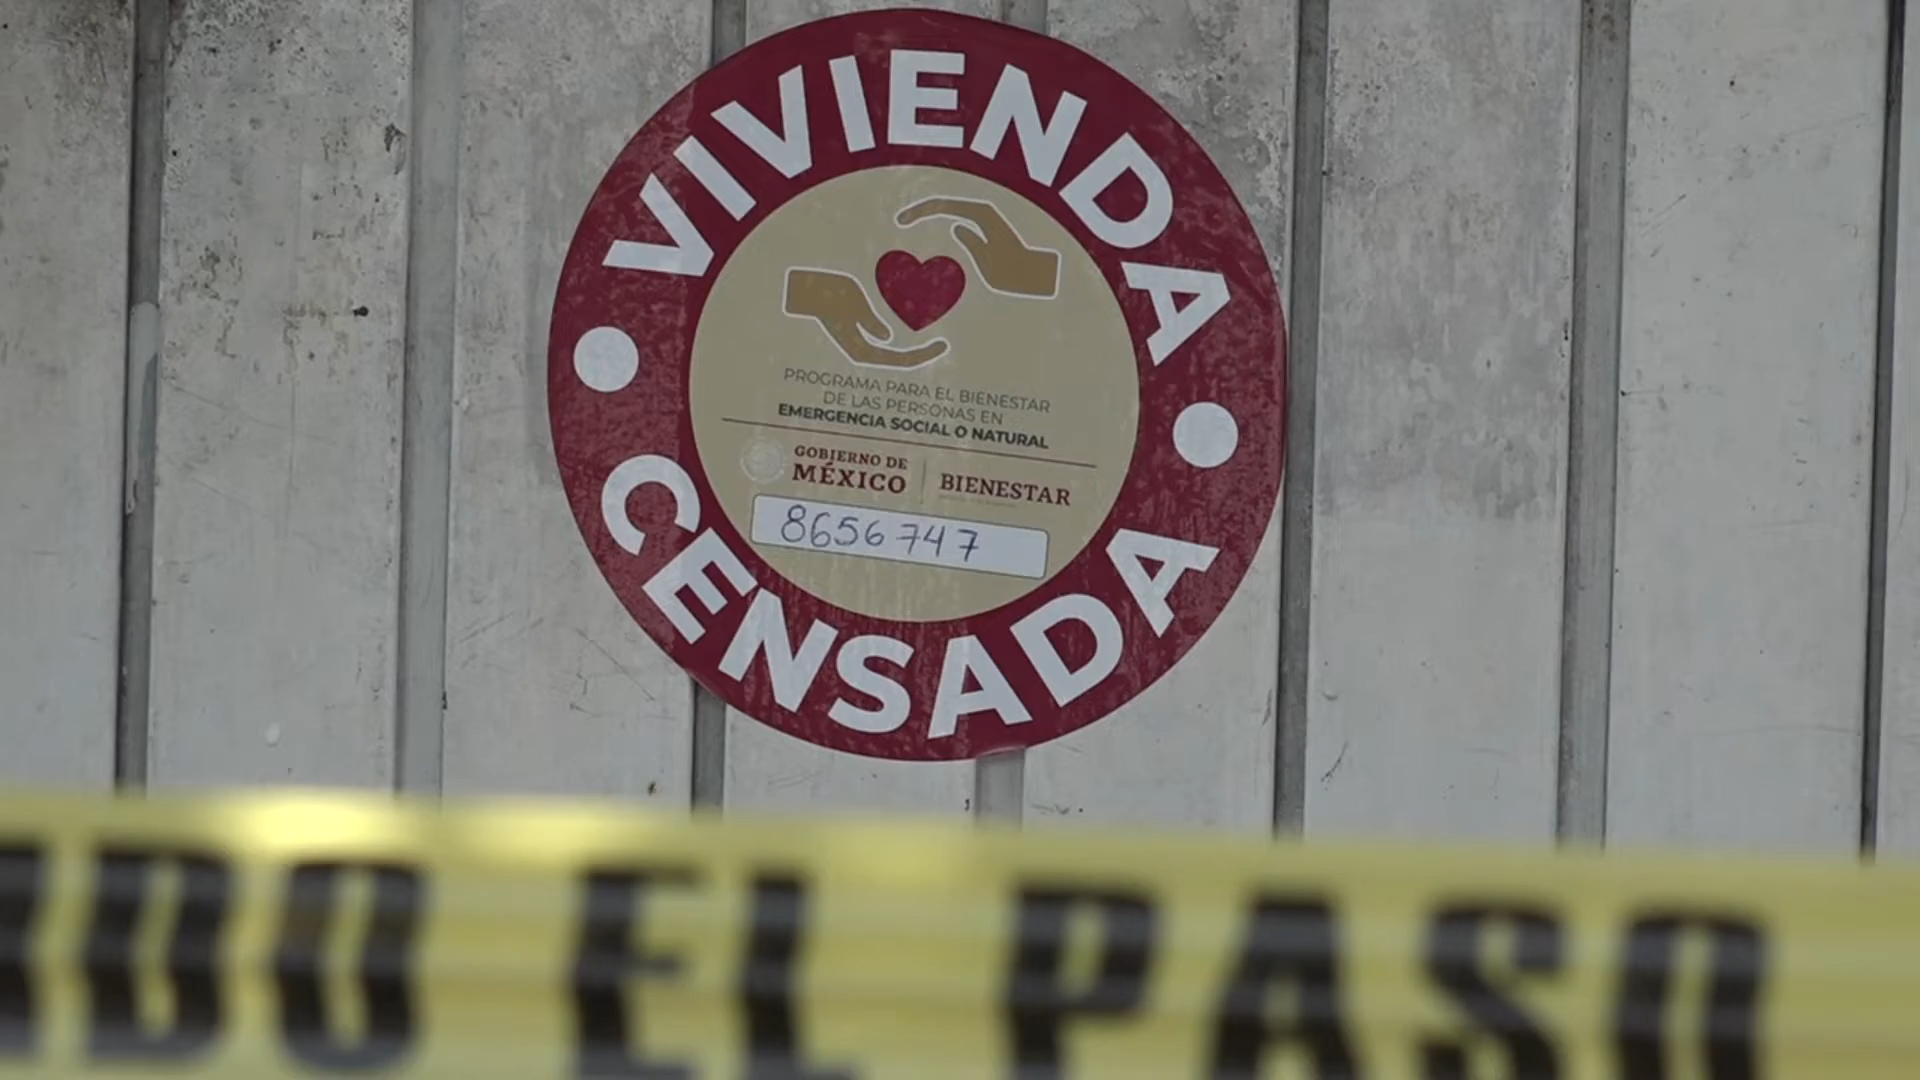 VIVIENDA
PROGRAMA PARA EL BIENESTAR
DE LAS PERSONAS EN
EMERGENCIA SOCIAL O NATURAL
GOBIERNO DE
MÉXICO
BIENESTAR
8656747
CENSADA
EL PASO